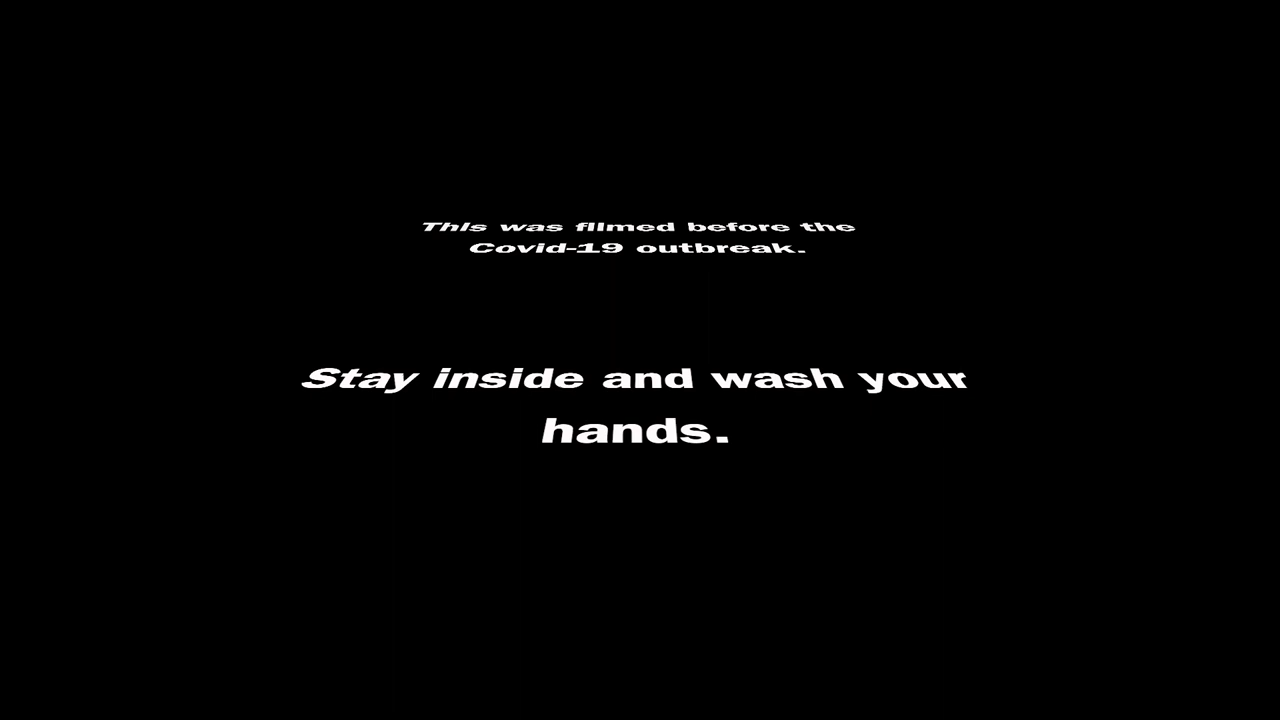 This was filmed before the
Covid-19 outbreak.
Stay inside and wash your
hands.